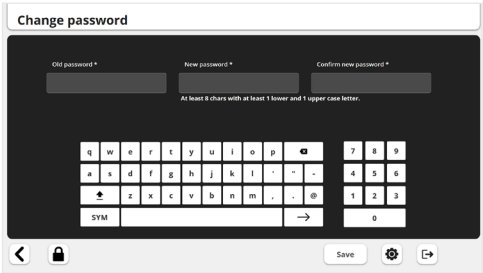 Change password
Old password * New password * Confirm new password *
At least 8 chars with at least 1 lower and 1 upper case letter.
q w e r t y u i o p 7 8 9
a s d f g h j k l ' " - 4 5 6
z x c v b n m , . @ 1 2 3
SYM 0
Save